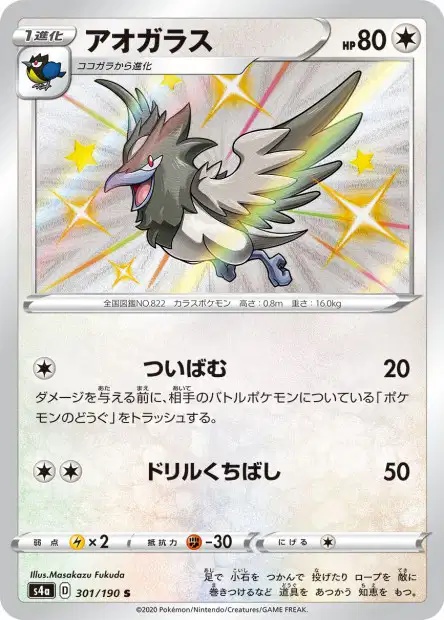 1進化
アオガラス
HP80
ココガラから進化
全国図鑑NO.822 カラスポケモン 高さ:0.8m 重さ:16.0kg
ついばむ 20
ダメージを与える前に、相手のバトルポケモンについている「ポケ
モンのどうぐ」をトラッシュする。
ドリルくちばし 50
弱点 ×2 抵抗力 -30 にげる
Illus.Masakazu Fukuda
足で 小石を つかんで 投げたり ロープを 敵に
巻きつけるなど 道具を あつかう 知恵を もつ。
s4a D 301/190 S
©2020 Pokémon/Nintendo/Creatures/GAME FREAK.